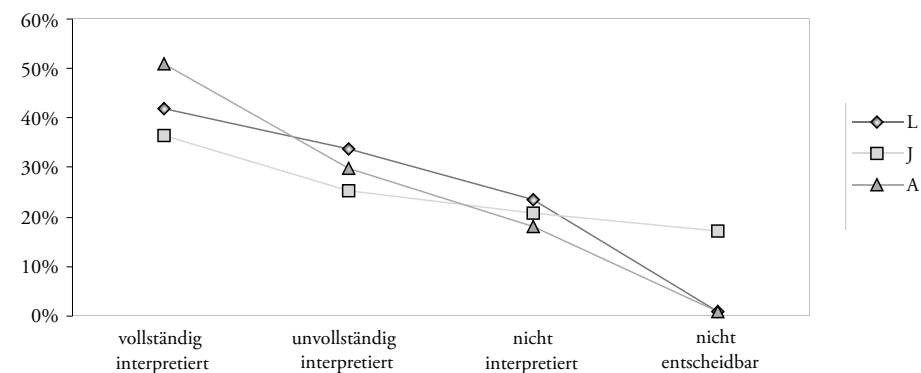 60%
50%
40%
30%
20%
10%
0%
vollständig
interpretiert
unvollständig
interpretiert
nicht
interpretiert
nicht
entscheidbar
L
J
A